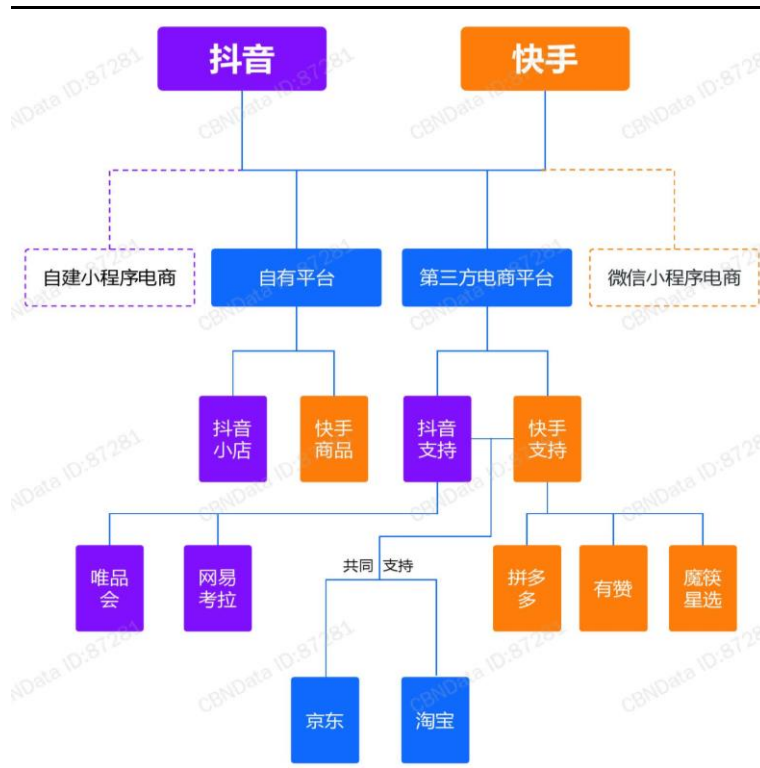 抖音
快手
自建小程序电商
自有平台
第三方电商平台
微信小程序电商
抖音
小店
快手
商品
抖音
支持
快手
支持
唯品
会
网易
考拉
共同 支持
拼多
多
有赞
魔筷
星选
京东
淘宝
CBNData ID:87281